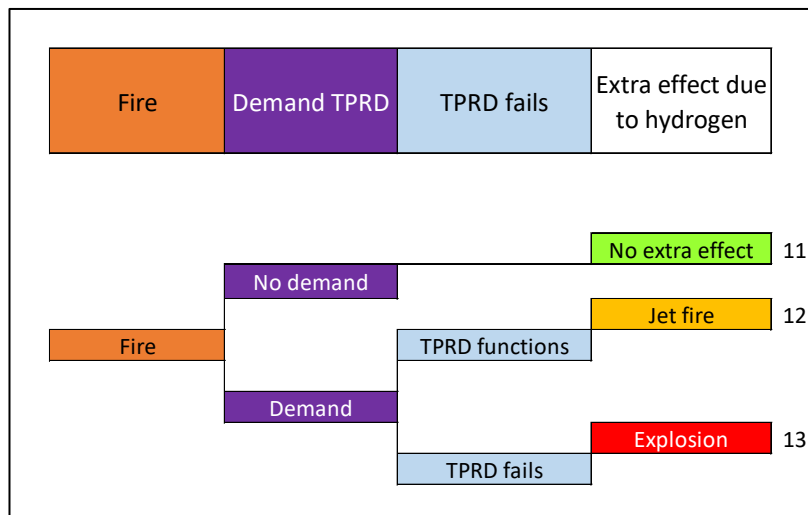 Fire
Demand TPRD
TPRD fails
Extra effect due
to hydrogen
No extra effect 11
No demand
Jet fire 12
Fire
TPRD functions
Demand
Explosion 13
TPRD fails